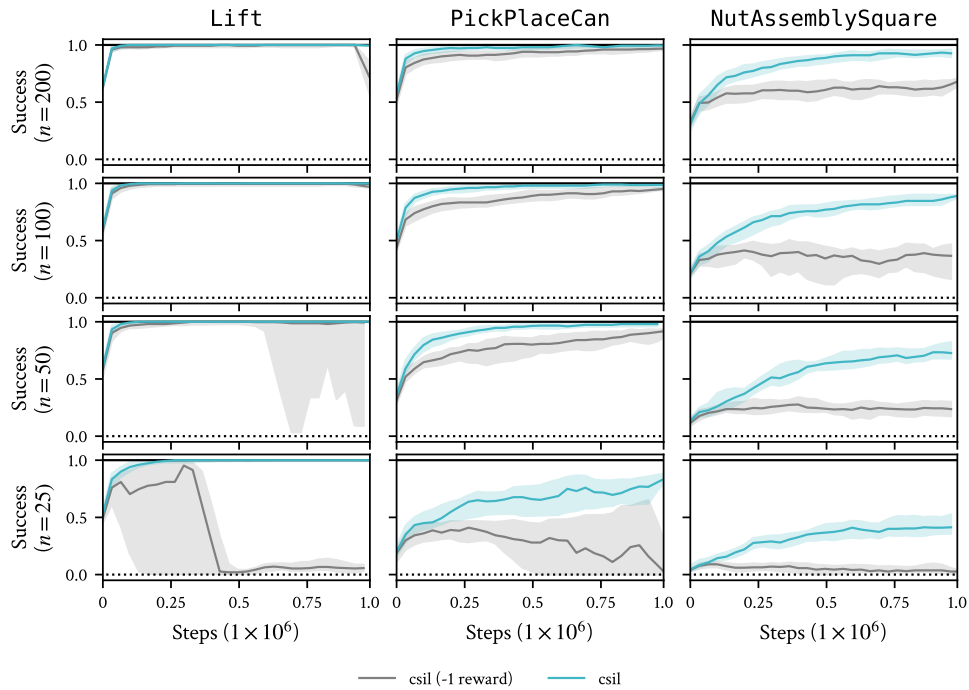 Lift PickPlaceCan NutAssemblySquare
Success
(n = 200)
1.0
0.5
0.0
Success
(n = 100)
1.0
0.5
0.0
Success
(n = 50)
1.0
0.5
0.0
Success
(n = 25)
1.0
0.5
0.0
0 0.25 0.5 0.75 1.0 0 0.25 0.5 0.75 1.0 0 0.25 0.5 0.75 1.0
Steps (1 × 10⁶) Steps (1 × 10⁶) Steps (1 × 10⁶)
csil (-1 reward) csil